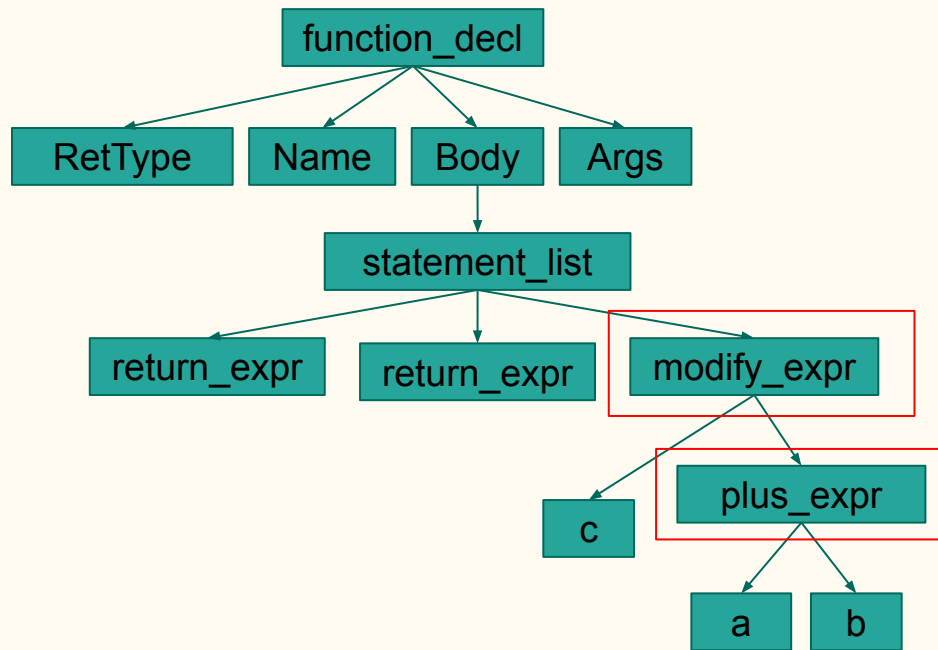 function_decl
RetType
Name
Body
Args
statement_list
return_expr
return_expr
modify_expr
c
plus_expr
a
b